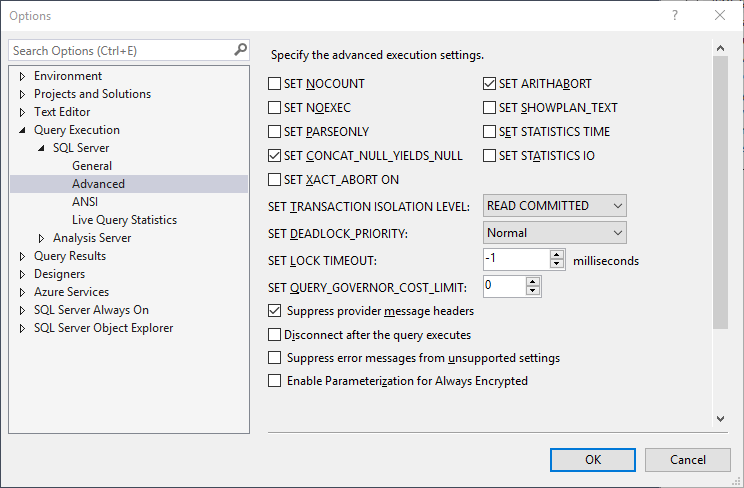 Options
?
Search Options (Ctrl+E)
Environment
Projects and Solutions
Text Editor
Query Execution
SQL Server
General
Advanced
ANSI
Live Query Statistics
Analysis Server
Query Results
Designers
Azure Services
SQL Server Always On
SQL Server Object Explorer
Specify the advanced execution settings.
SET NOCOUNT
SET ARITHABORT
SET NOEXEC
SET SHOWPLAN_TEXT
SET PARSEONLY
SET STATISTICS TIME
SET CONCAT_NULL_YIELDS_NULL
SET STATISTICS IO
SET XACT_ABORT ON
SET TRANSACTION ISOLATION LEVEL: READ COMMITTED
SET DEADLOCK_PRIORITY: Normal
SET LOCK TIMEOUT: -1 milliseconds
SET QUERY_GOVERNOR_COST_LIMIT: 0
Suppress provider message headers
Disconnect after the query executes
Suppress error messages from unsupported settings
Enable Parameterization for Always Encrypted
OK
Cancel